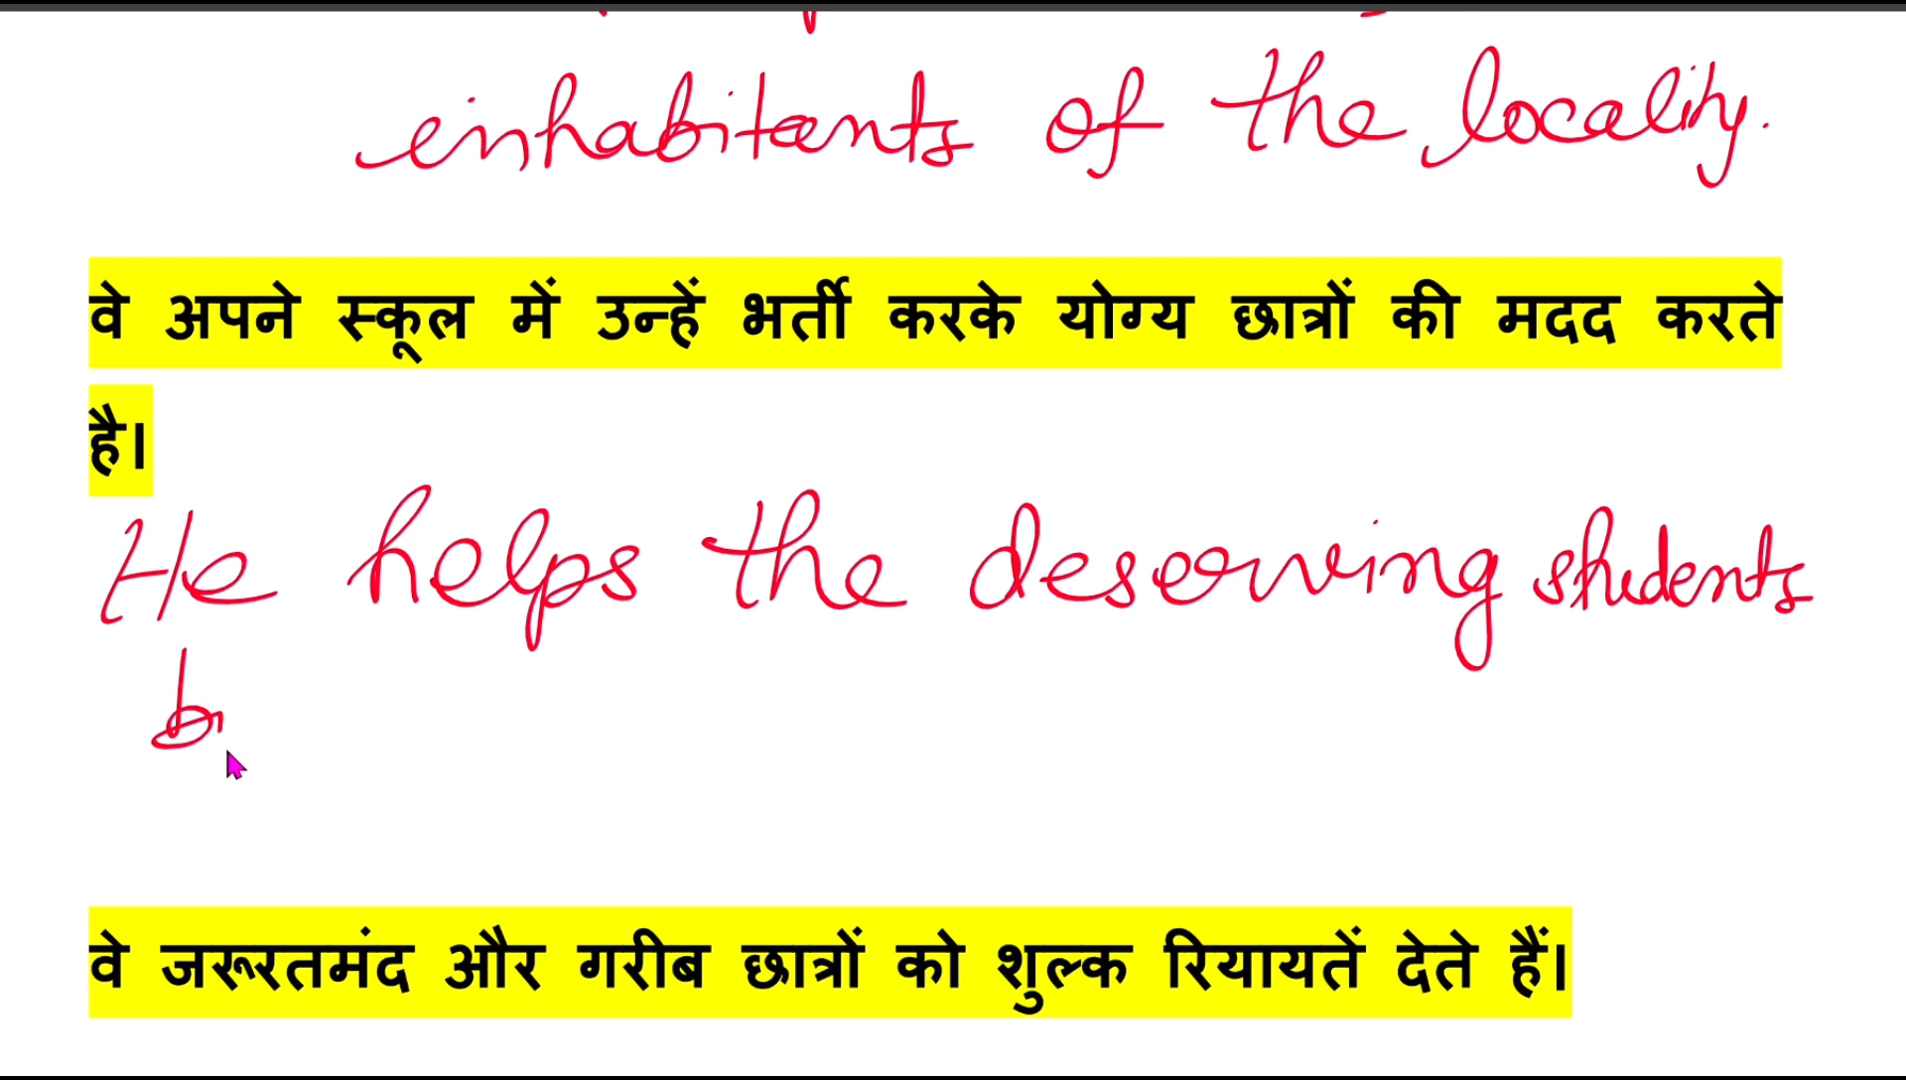 inhabitants of the locality.
वे अपने स्कूल में उन्हें भर्ती करके योग्य छात्रों की मदद करते
है।
He helps the deserving students
b
वे जरूरतमंद और गरीब छात्रों को शुल्क रियायतें देते हैं।